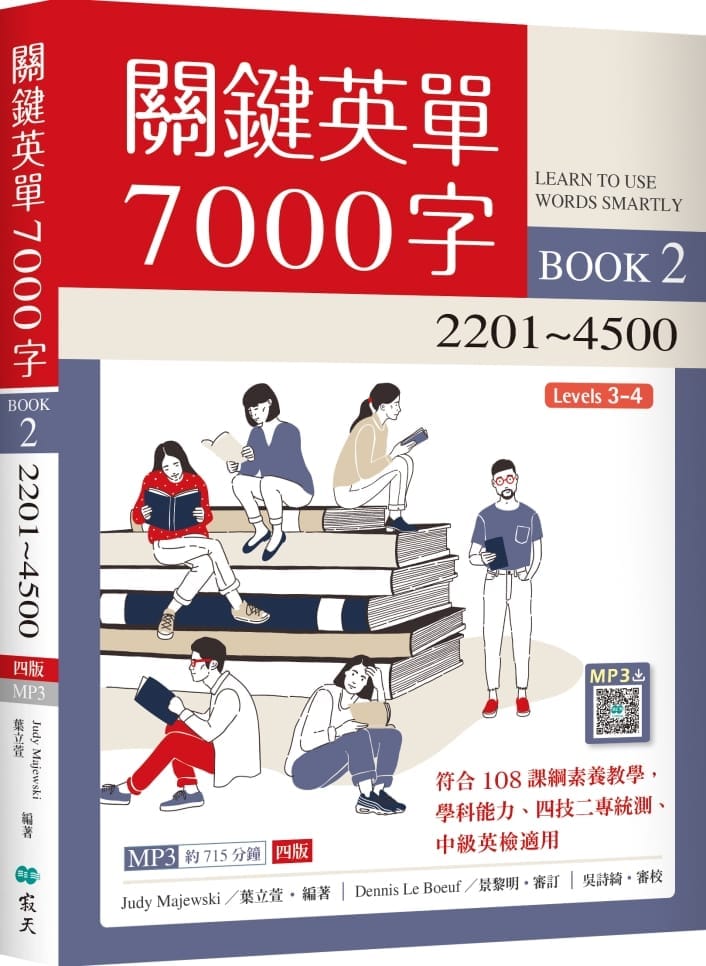 關鍵英單
7000字
LEARN TO USE
WORDS SMARTLY
BOOK 2
2201~4500
Levels 3-4
MP3
符合 108 課綱素養教學，
學科能力、四技二專統測、
中級英檢適用
MP3 約 715 分鐘 四版
Judy Majewski／葉立萱・編著｜Dennis Le Boeuf／景黎明・審訂｜吳詩綺・審校
關鍵英單7000字
BOOK
2
2201~4500
四版
MP3
Judy Majewski
葉立萱
編著
寂天